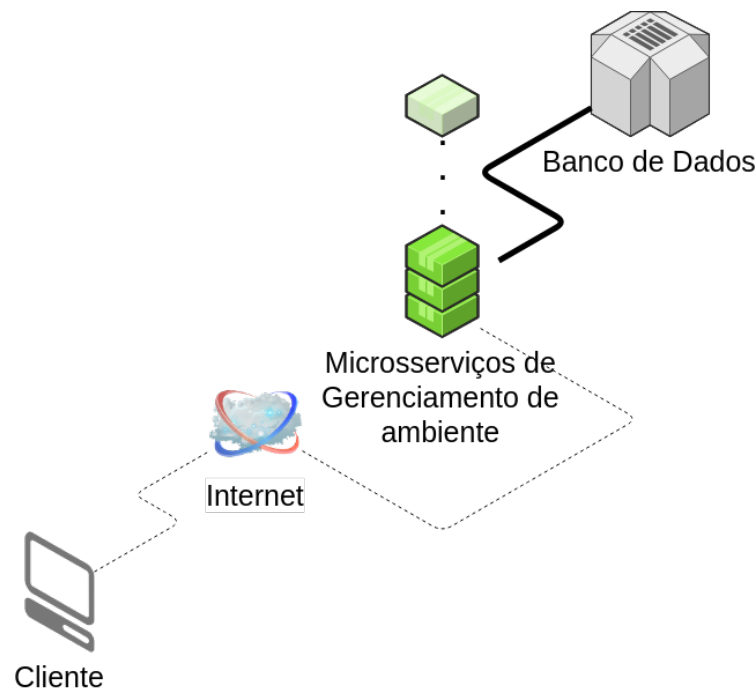 Banco de Dados
Microsserviços de
Gerenciamento de
ambiente
Internet
Cliente